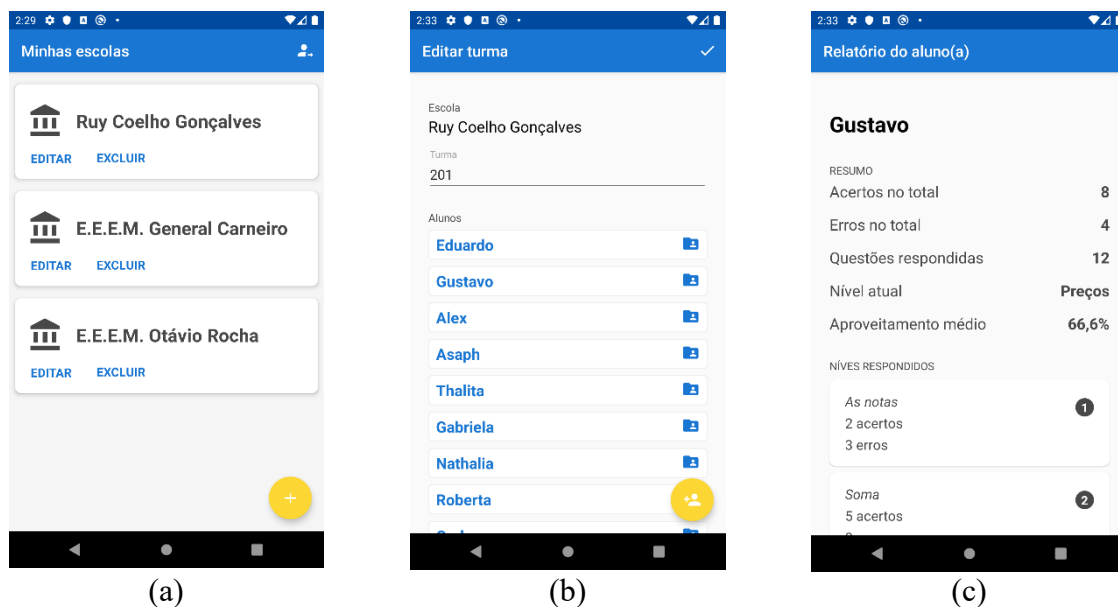 2:29
Minhas escolas
Ruy Coelho Gonçalves
EDITAR EXCLUIR
E.E.E.M. General Carneiro
EDITAR EXCLUIR
E.E.E.M. Otávio Rocha
EDITAR EXCLUIR
(a)
2:33
Editar turma
Escola
Ruy Coelho Gonçalves
Turma
201
Alunos
Eduardo
Gustavo
Alex
Asaph
Thalita
Gabriela
Nathalia
Roberta
(b)
2:33
Relatório do aluno(a)
Gustavo
RESUMO
Acertos no total 8
Erros no total 4
Questões respondidas 12
Nível atual Preços
Aproveitamento médio 66,6%
NÍVES RESPONDIDOS
As notas 1
2 acertos
3 erros
Soma 2
5 acertos
(c)